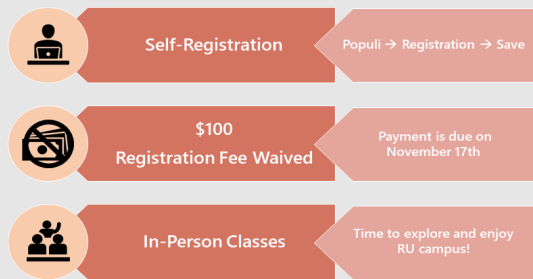 Self-Registration
Populi → Registration → Save
$100
Registration Fee Waived
Payment is due on
November 17th
In-Person Classes
Time to explore and enjoy
RU campus!